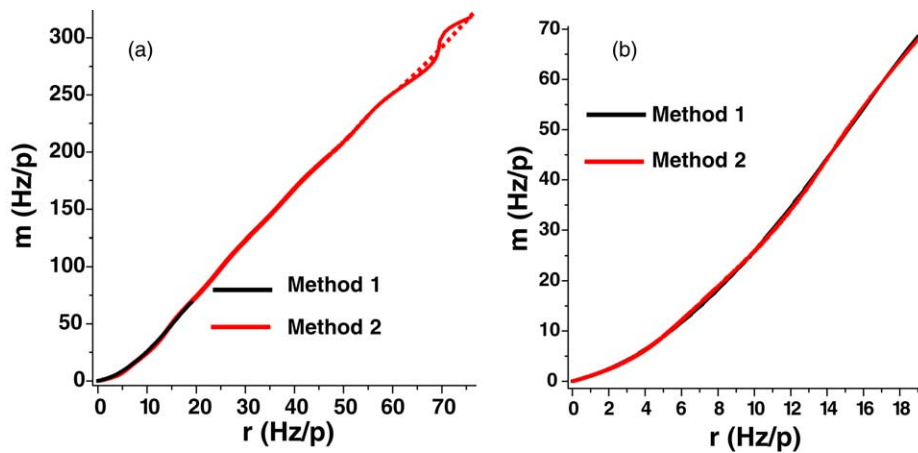 (a)
m (Hz/p)
300
250
200
150
100
50
0
Method 1
Method 2
0 10 20 30 40 50 60 70
r (Hz/p)
(b)
m (Hz/p)
70
60
50
40
30
20
10
0
Method 1
Method 2
0 2 4 6 8 10 12 14 16 18
r (Hz/p)